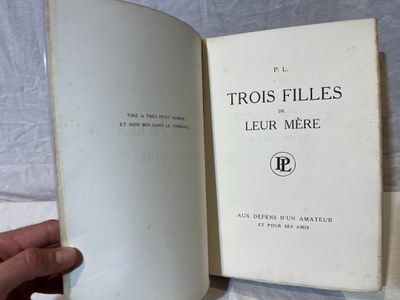 TIRÉ A TRÈS PETIT NOMBRE
ET NON MIS DANS LE COMMERCE
P. L.
TROIS FILLES
DE
LEUR MÈRE
PL
AUX DÉPENS D'UN AMATEUR
ET POUR SES AMIS